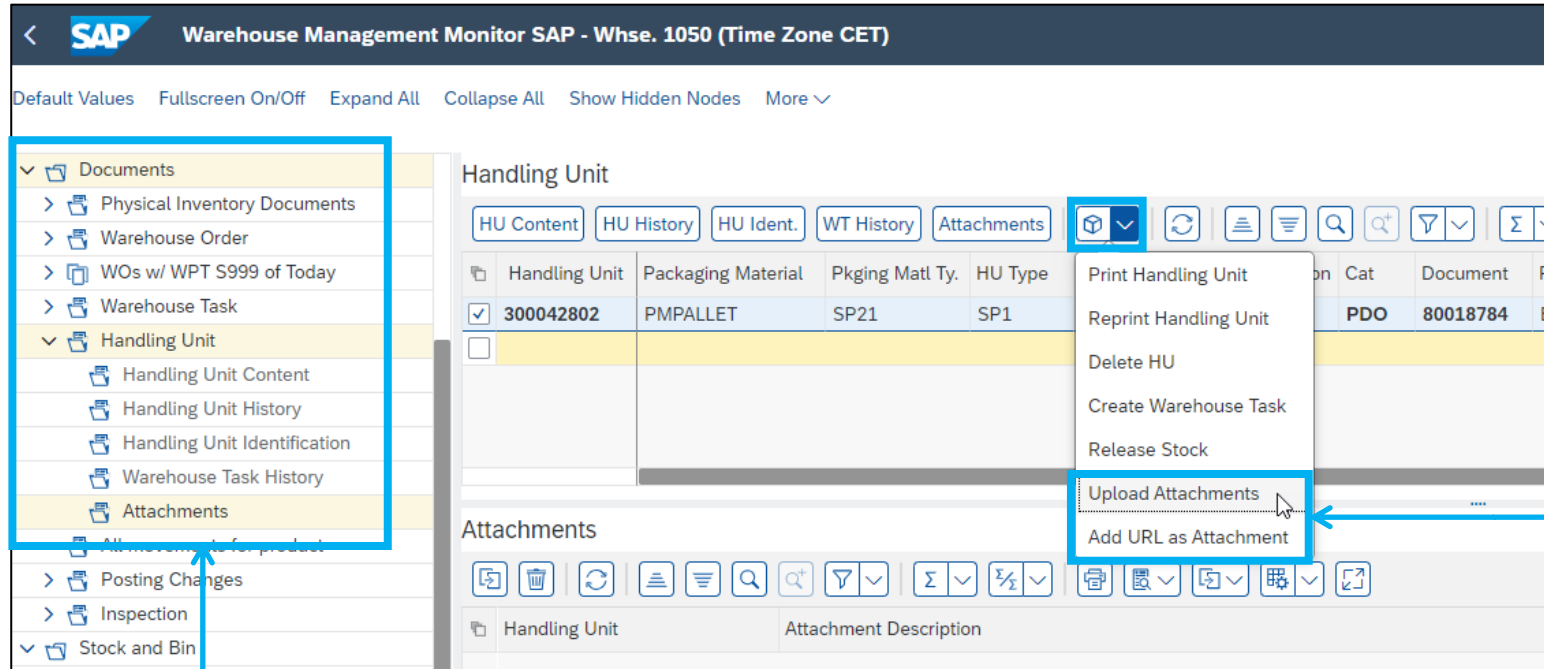 SAP Warehouse Management Monitor SAP - Whse. 1050 (Time Zone CET)
Default Values Fullscreen On/Off Expand All Collapse All Show Hidden Nodes More
Documents
Physical Inventory Documents
Warehouse Order
WOs w/ WPT S999 of Today
Warehouse Task
Handling Unit
Handling Unit Content
Handling Unit History
Handling Unit Identification
Warehouse Task History
Attachments
All movements for product
Posting Changes
Inspection
Stock and Bin
Handling Unit
HU Content HU History HU Ident. WT History Attachments
Handling Unit Packaging Material Pkging Matl Ty. HU Type on Cat Document
300042802 PMPALLET SP21 SP1 PDO 80018784
Print Handling Unit
Reprint Handling Unit
Delete HU
Create Warehouse Task
Release Stock
Upload Attachments
Add URL as Attachment
Attachments
Handling Unit Attachment Description